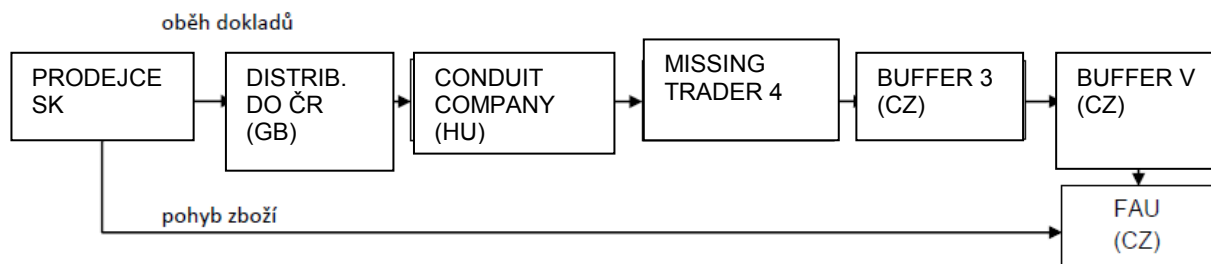 oběh dokladů
PRODEJCE
SK
DISTRIB.
DO ČR
(GB)
CONDUIT
COMPANY
(HU)
MISSING
TRADER 4
BUFFER 3
(CZ)
BUFFER V
(CZ)
pohyb zboží
FAU
(CZ)